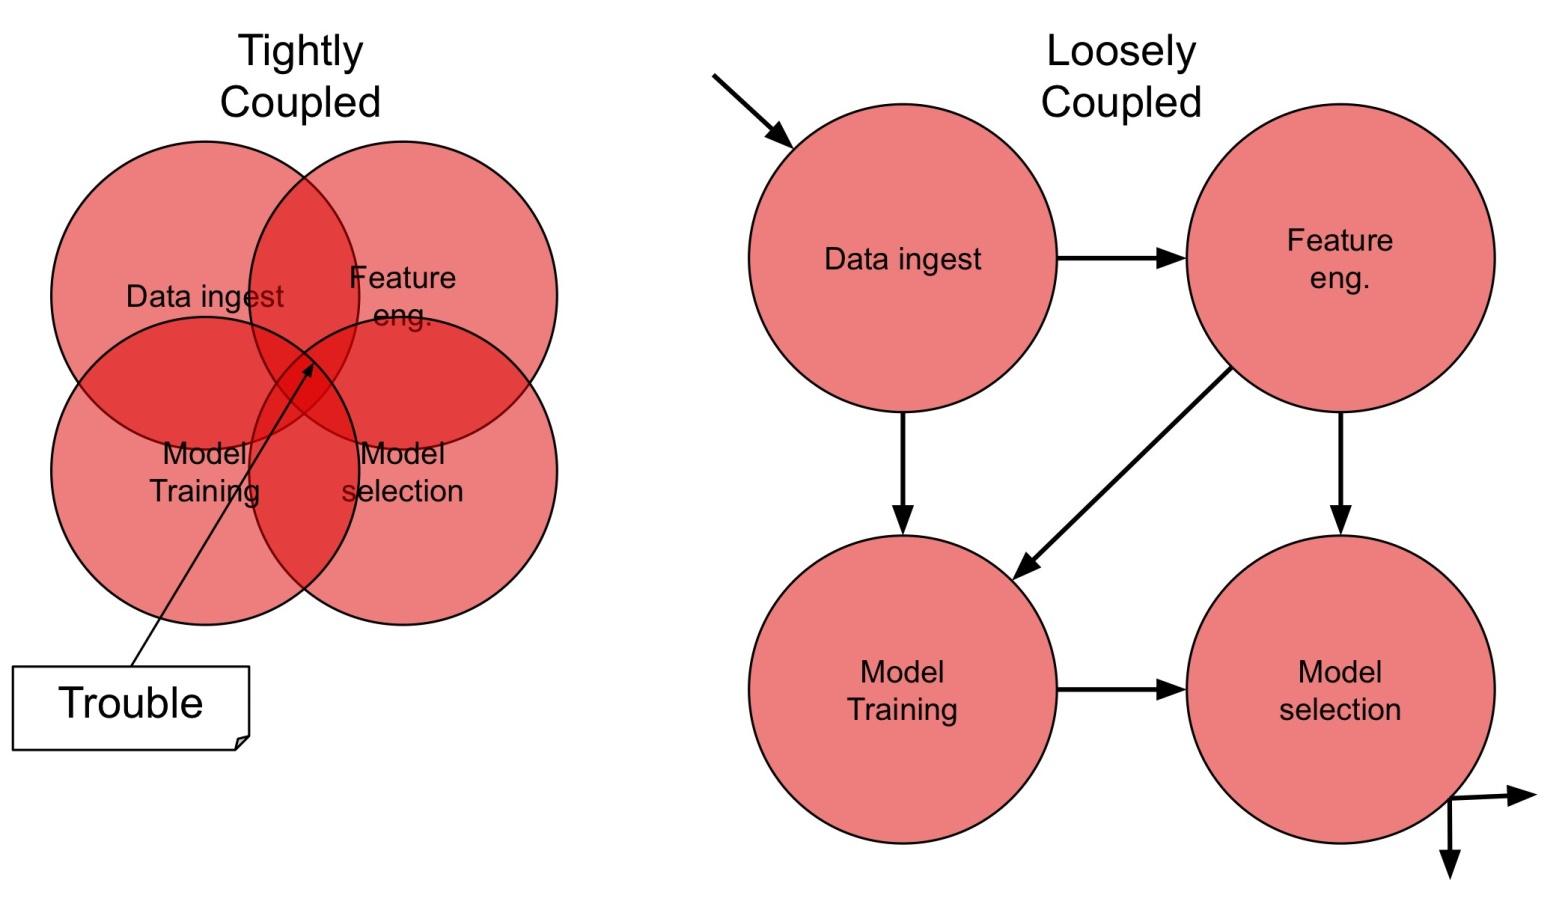 Tightly
Coupled
Data ingest
Feature
eng.
Model
Training
Model
selection
Trouble
Loosely
Coupled
Data ingest
Feature
eng.
Model
Training
Model
selection